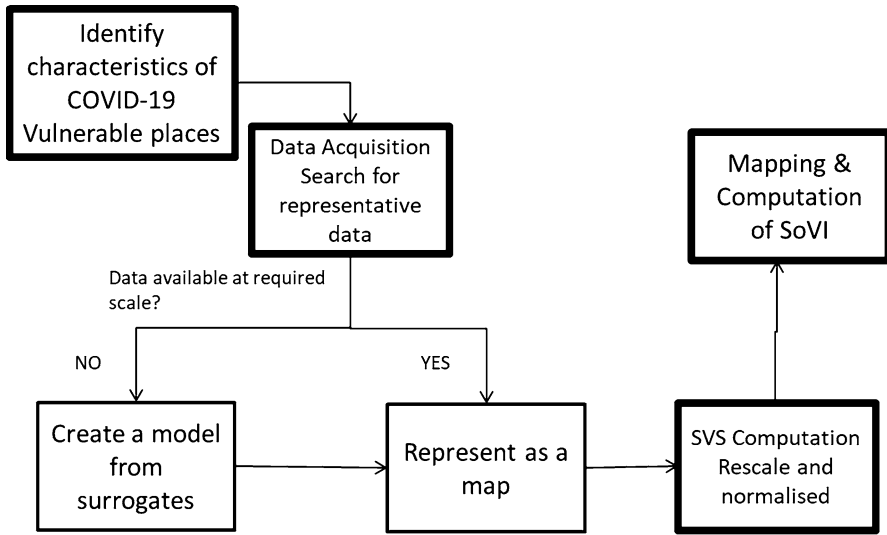 Identify
characteristics of
COVID-19
Vulnerable places
Data Acquisition
Search for
representative
data
Data available at required
scale?
NO
YES
Create a model
from
surrogates
Represent as a
map
SVS Computation
Rescale and
normalised
Mapping &
Computation
of SoVI